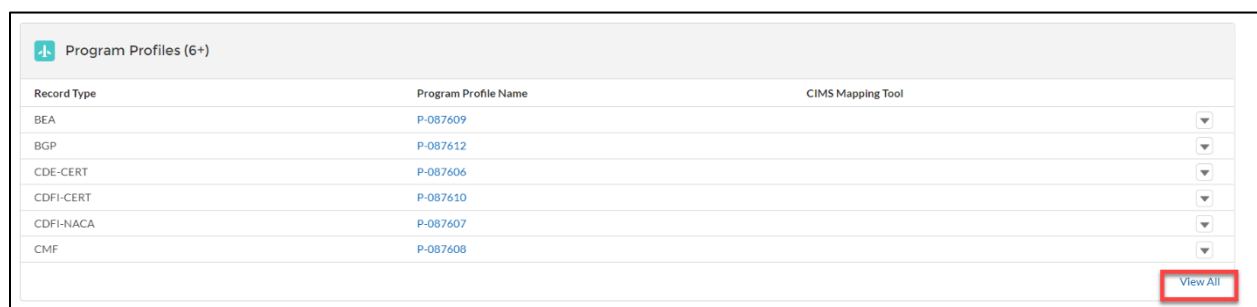 Program Profiles (6+)
Record Type Program Profile Name CIMS Mapping Tool
BEA P-087609
BGP P-087612
CDE-CERT P-087606
CDFI-CERT P-087610
CDFI-NACA P-087607
CMF P-087608
View All